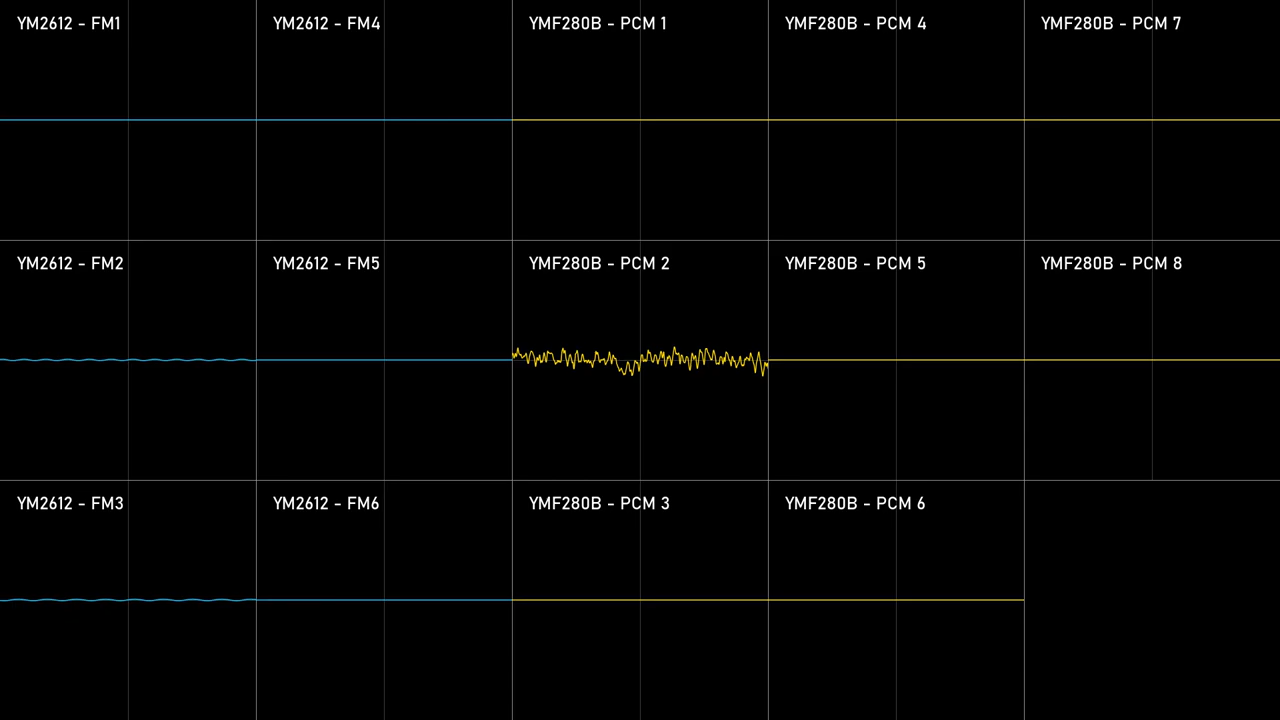 YM2612 - FM1
YM2612 - FM4
YMF280B - PCM 1
YMF280B - PCM 4
YMF280B - PCM 7
YM2612 - FM2
YM2612 - FM5
YMF280B - PCM 2
YMF280B - PCM 5
YMF280B - PCM 8
YM2612 - FM3
YM2612 - FM6
YMF280B - PCM 3
YMF280B - PCM 6